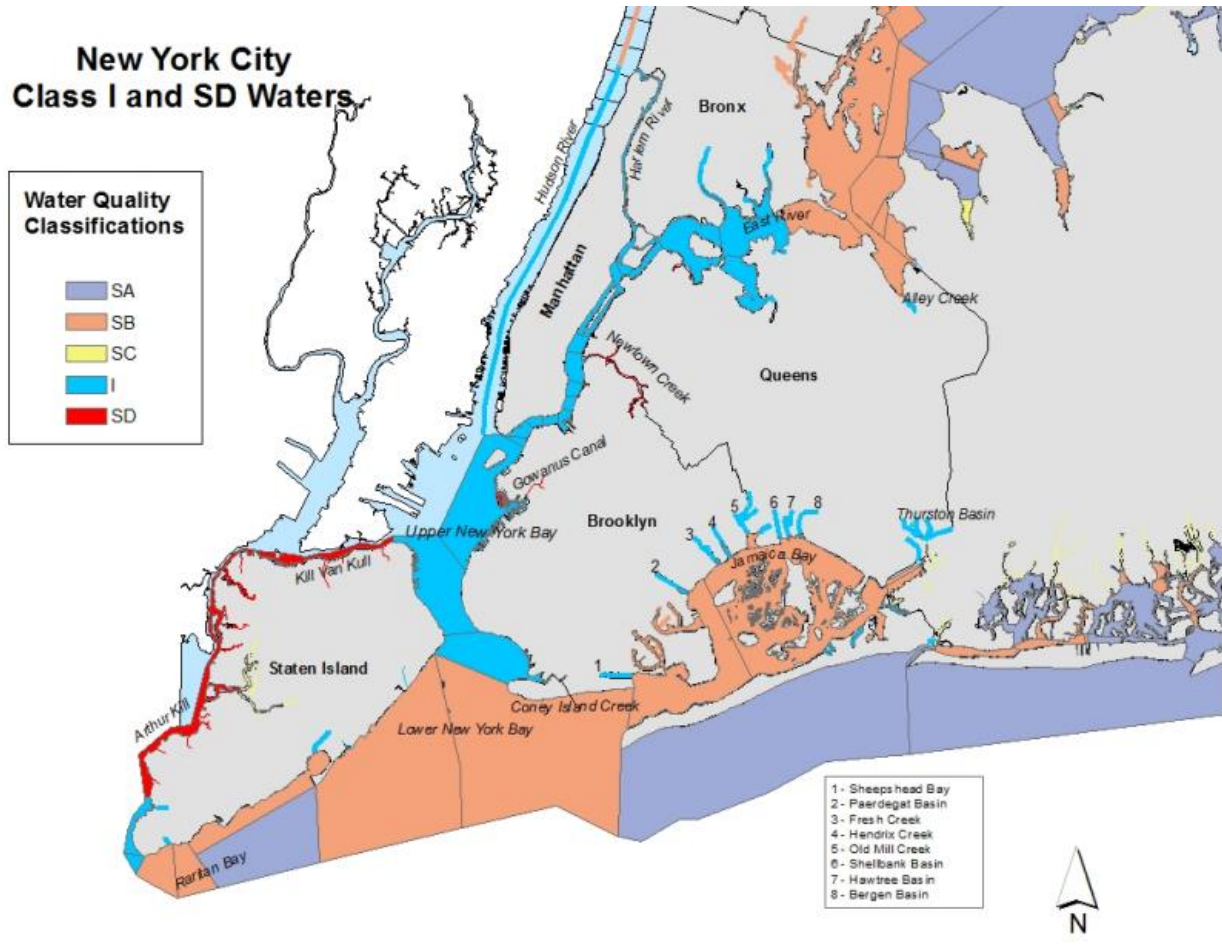 New York City
Class I and SD Waters
Water Quality
Classifications
SA
SB
SC
I
SD
Hudson River
Harlem River
Bronx
Manhattan
East River
Alley Creek
Newtown Creek
Queens
Gowanus Canal
Upper New York Bay
Brooklyn
1
2
3
4
5
6
7
8
Thurston Basin
Jamaica Bay
Kill Van Kull
Staten Island
Arthur Kill
Coney Island Creek
Lower New York Bay
Raritan Bay
1 - Sheepshead Bay
2 - Paerdegat Basin
3 - Fresh Creek
4 - Hendrix Creek
5 - Old Mill Creek
6 - Shellbank Basin
7 - Hawtree Basin
8 - Bergen Basin
N